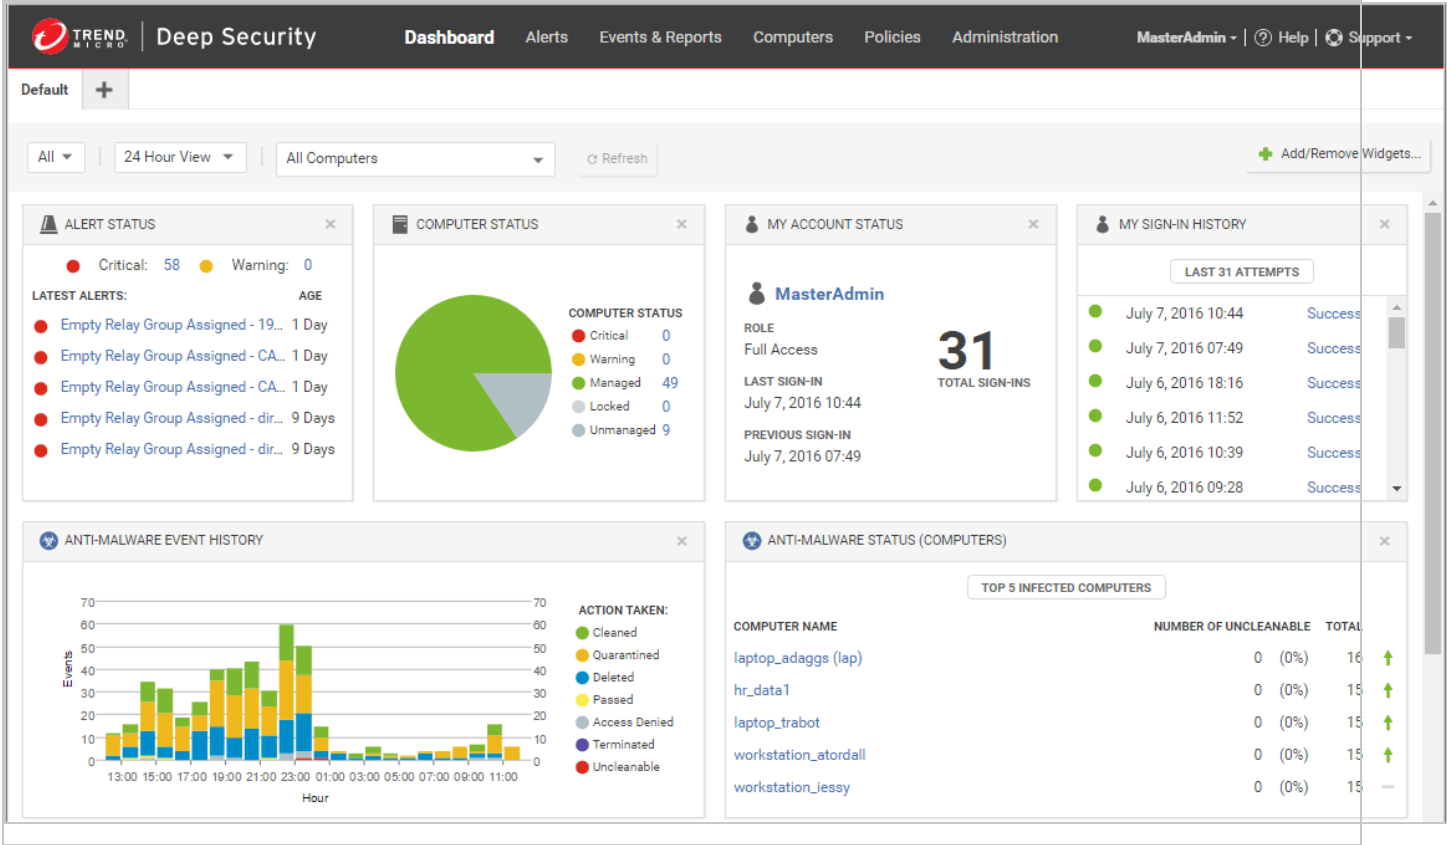 TREND MICRO | Deep Security Dashboard Alerts Events & Reports Computers Policies Administration MasterAdmin | Help | Support
Default
All 24 Hour View All Computers Refresh Add/Remove Widgets...
ALERT STATUS
Critical: 58 Warning: 0
LATEST ALERTS: AGE
Empty Relay Group Assigned - 19... 1 Day
Empty Relay Group Assigned - CA... 1 Day
Empty Relay Group Assigned - CA... 1 Day
Empty Relay Group Assigned - dir... 9 Days
Empty Relay Group Assigned - dir... 9 Days
COMPUTER STATUS
COMPUTER STATUS
Critical 0
Warning 0
Managed 49
Locked 0
Unmanaged 9
MY ACCOUNT STATUS
MasterAdmin
ROLE
Full Access
LAST SIGN-IN
July 7, 2016 10:44
PREVIOUS SIGN-IN
July 7, 2016 07:49
31
TOTAL SIGN-INS
MY SIGN-IN HISTORY
LAST 31 ATTEMPTS
July 7, 2016 10:44 Success
July 7, 2016 07:49 Success
July 6, 2016 18:16 Success
July 6, 2016 11:52 Success
July 6, 2016 10:39 Success
July 6, 2016 09:28 Success
ANTI-MALWARE EVENT HISTORY
70 70
60 60
50 50
40 40
30 30
20 20
10 10
0 0
Events
13:00 15:00 17:00 19:00 21:00 23:00 01:00 03:00 05:00 07:00 09:00 11:00
Hour
ACTION TAKEN:
Cleaned
Quarantined
Deleted
Passed
Access Denied
Terminated
Uncleanable
ANTI-MALWARE STATUS (COMPUTERS)
TOP 5 INFECTED COMPUTERS
COMPUTER NAME NUMBER OF UNCLEANABLE TOTAL
laptop_adaggs (lap) 0 (0%) 16
hr_data1 0 (0%) 15
laptop_trabot 0 (0%) 15
workstation_atordall 0 (0%) 15
workstation_iessy 0 (0%) 15